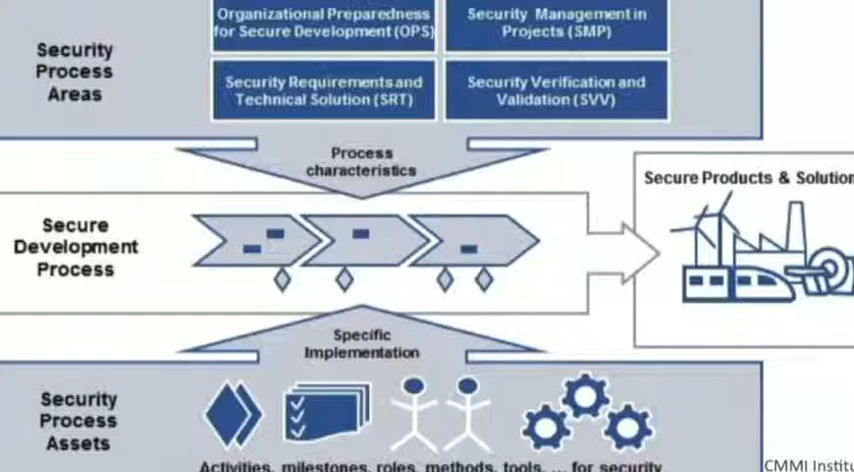 Security
Process
Areas
Organizational Preparedness
for Secure Development (OPS)
Security Management in
Projects (SMP)
Security Requirements and
Technical Solution (SRT)
Security Verification and
Validation (SVV)
Process
characteristics
Secure
Development
Process
Secure Products & Solution
Specific
Implementation
Security
Process
Assets
Activities, milestones, roles, methods, tools, ... for security
CMMI Institu